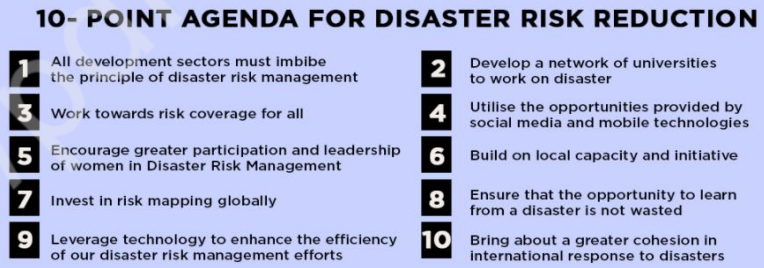 10- POINT AGENDA FOR DISASTER RISK REDUCTION
1 All development sectors must imbibe
the principle of disaster risk management
2 Develop a network of universities
to work on disaster
3 Work towards risk coverage for all
4 Utilise the opportunities provided by
social media and mobile technologies
5 Encourage greater participation and leadership
of women in Disaster Risk Management
6 Build on local capacity and initiative
7 Invest in risk mapping globally
8 Ensure that the opportunity to learn
from a disaster is not wasted
9 Leverage technology to enhance the efficiency
of our disaster risk management efforts
10 Bring about a greater cohesion in
international response to disasters